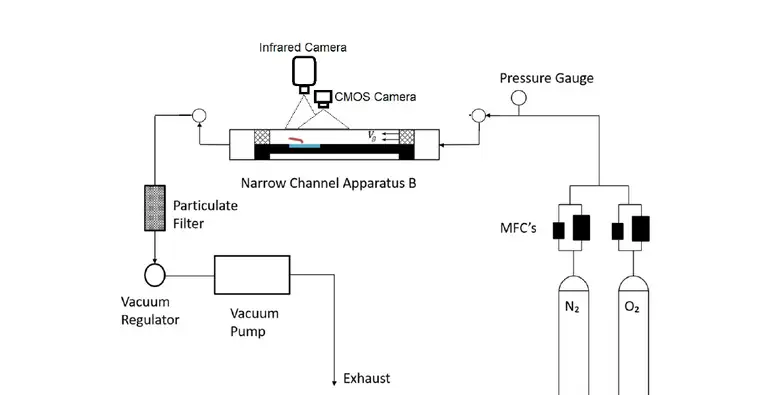 Infrared Camera
CMOS Camera
Pressure Gauge
Vg
Narrow Channel Apparatus B
Particulate
Filter
MFC's
Vacuum
Regulator
Vacuum
Pump
N₂
O₂
Exhaust